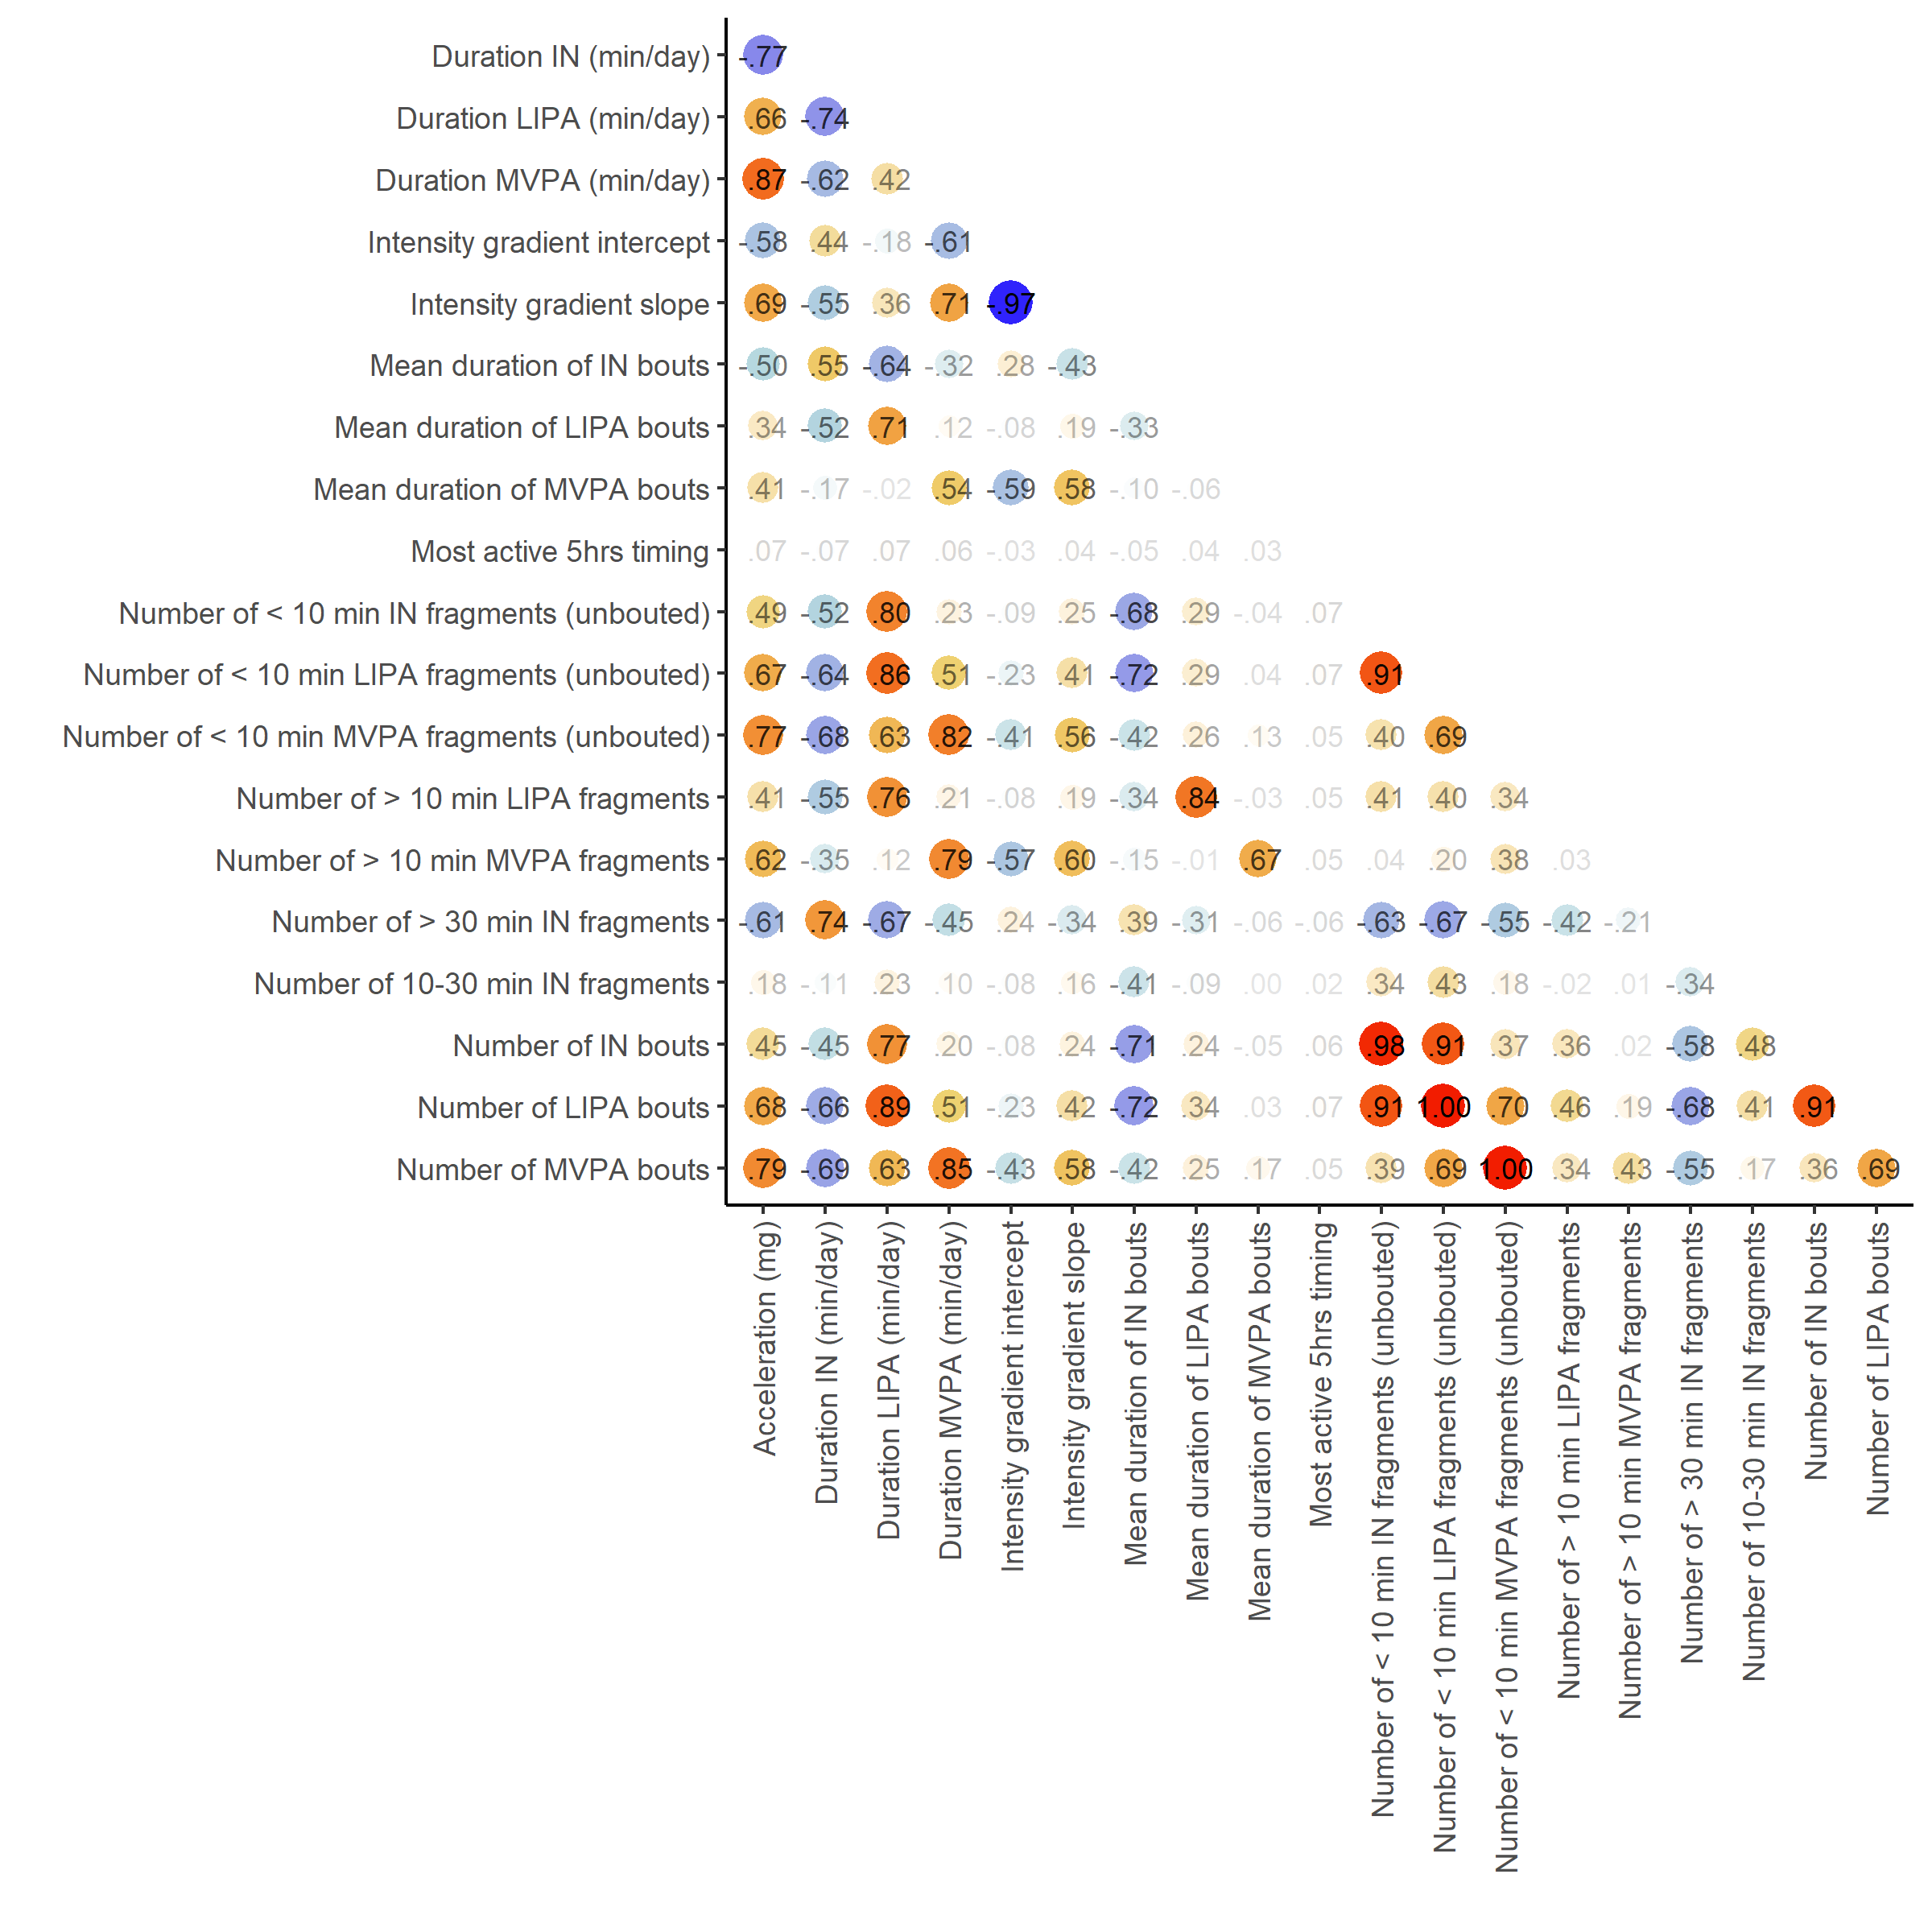 Duration IN (min/day) -.77
Duration LIPA (min/day) .66 -.74
Duration MVPA (min/day) .87 -.62 .42
Intensity gradient intercept -.58 .44 -.18 -.61
Intensity gradient slope .69 -.55 .36 .71 -.97
Mean duration of IN bouts -.50 .55 -.64 -.32 .28 -.43
Mean duration of LIPA bouts .34 -.52 .71 .12 -.08 .19 -.33
Mean duration of MVPA bouts .41 -.17 -.02 .54 -.59 .58 -.10 -.06
Most active 5hrs timing .07 -.07 .07 .06 -.03 .04 -.05 .04 .03
Number of < 10 min IN fragments (unbouted) .49 -.52 .80 .23 -.09 .25 -.68 .29 -.04 .07
Number of < 10 min LIPA fragments (unbouted) .67 -.64 .86 .51 -.23 .41 -.72 .29 .04 .07 .91
Number of < 10 min MVPA fragments (unbouted) .77 -.68 .63 .82 -.41 .56 -.42 .26 .13 .05 .40 .69
Number of > 10 min LIPA fragments .41 -.55 .76 .21 -.08 .19 -.34 .84 -.03 .05 .41 .40 .34
Number of > 10 min MVPA fragments .62 -.35 .12 .79 -.57 .60 -.15 -.01 .67 .05 .04 .20 .38 .03
Number of > 30 min IN fragments -.61 .74 -.67 -.45 .24 -.34 .39 -.31 -.06 -.06 -.63 -.67 -.55 -.42 -.21
Number of 10-30 min IN fragments .18 -.11 .23 .10 -.08 .16 -.41 -.09 .00 .02 .34 .43 .18 -.02 .01 -.34
Number of IN bouts .45 -.45 .77 .20 -.08 .24 -.71 .24 -.05 .06 .98 .91 .37 .36 .02 -.58 .48
Number of LIPA bouts .68 -.66 .89 .51 -.23 .42 -.72 .34 .03 .07 .91 1.00 .70 .46 .19 -.68 .41 .91
Number of MVPA bouts .79 -.69 .63 .85 -.43 .58 -.42 .25 .17 .05 .39 .69 1.00 .34 .43 -.55 .17 .36 .69
Acceleration (mg)
Duration IN (min/day)
Duration LIPA (min/day)
Duration MVPA (min/day)
Intensity gradient intercept
Intensity gradient slope
Mean duration of IN bouts
Mean duration of LIPA bouts
Mean duration of MVPA bouts
Most active 5hrs timing
Number of < 10 min IN fragments (unbouted)
Number of < 10 min LIPA fragments (unbouted)
Number of < 10 min MVPA fragments (unbouted)
Number of > 10 min LIPA fragments
Number of > 10 min MVPA fragments
Number of > 30 min IN fragments
Number of 10-30 min IN fragments
Number of IN bouts
Number of LIPA bouts